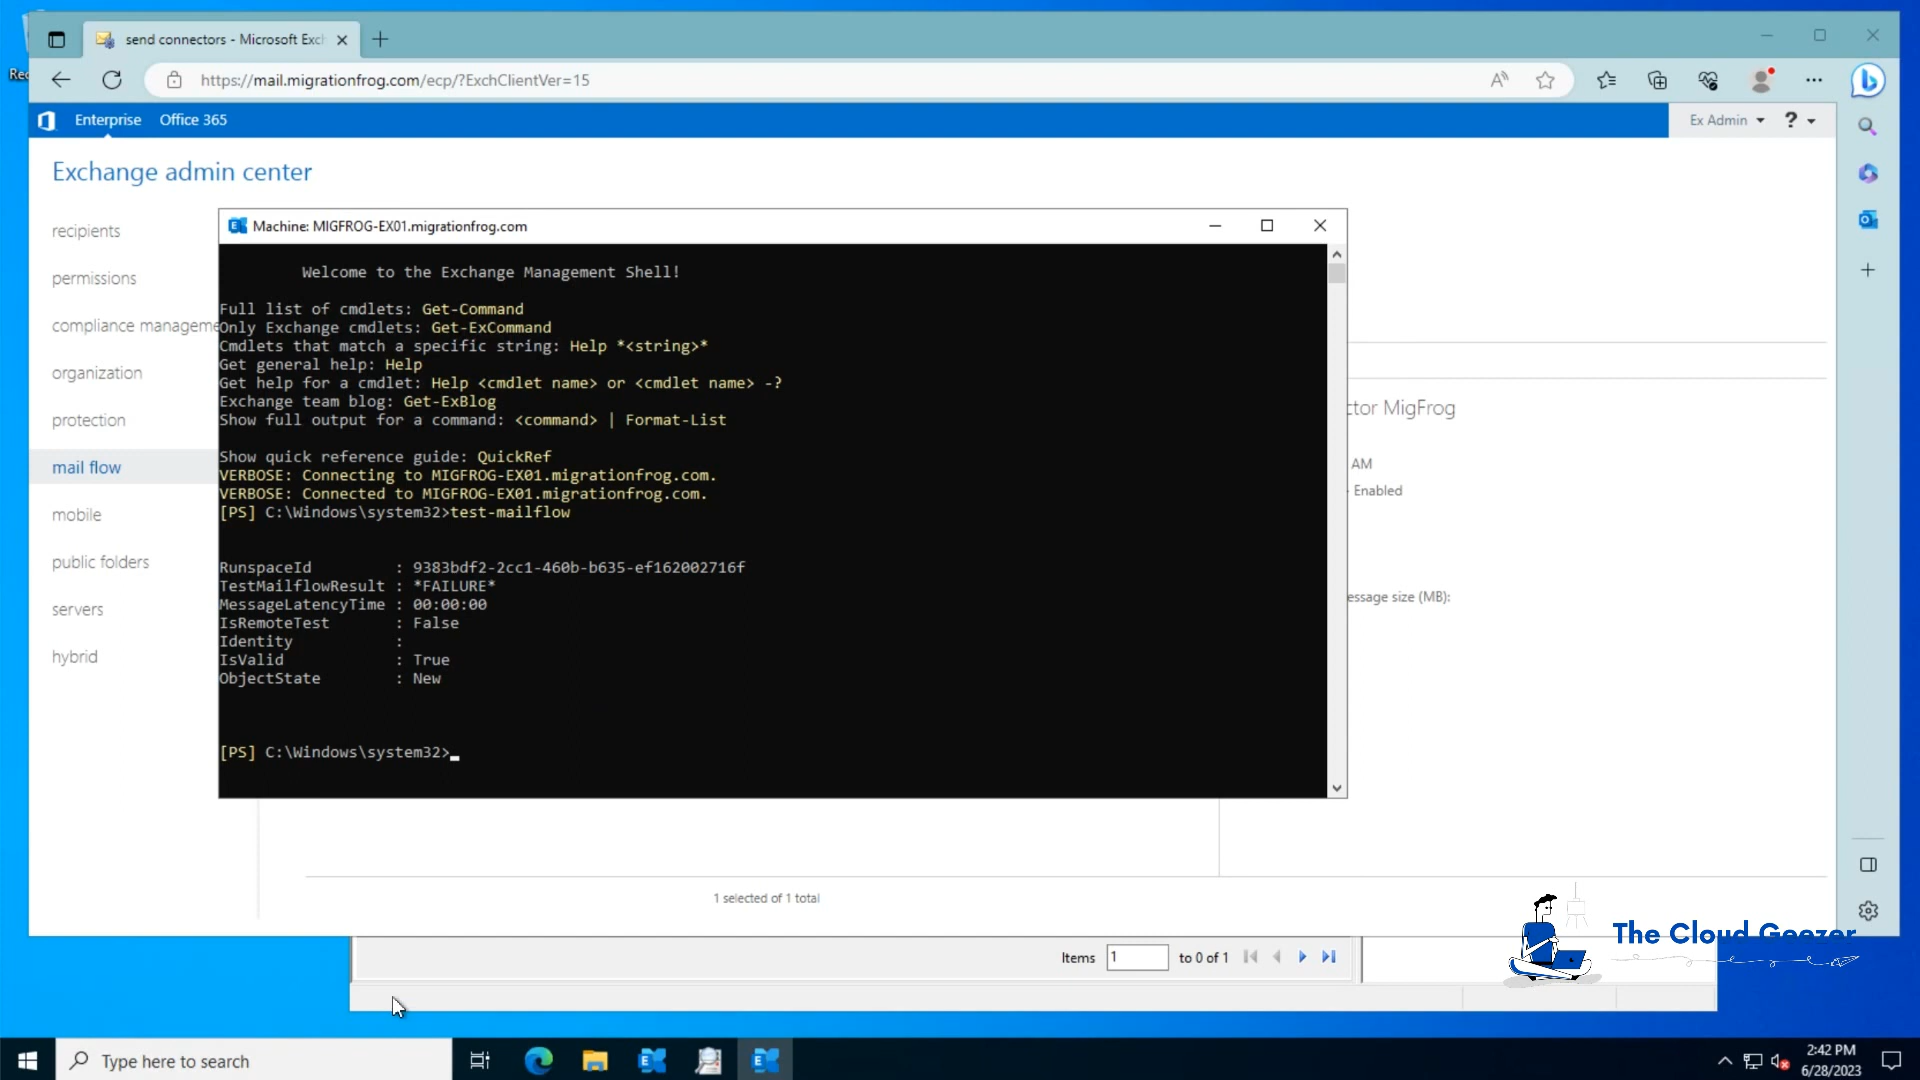 send connectors - Microsoft Exch
https://mail.migrationfrog.com/ecp/?ExchClientVer=15
Enterprise Office 365
Ex Admin ?
Exchange admin center
recipients
permissions
compliance manageme
organization
protection
mail flow
mobile
public folders
servers
hybrid
Machine: MIGFROG-EX01.migrationfrog.com
Welcome to the Exchange Management Shell!
Full list of cmdlets: Get-Command
Only Exchange cmdlets: Get-ExCommand
Cmdlets that match a specific string: Help *<string>*
Get general help: Help
Get help for a cmdlet: Help <cmdlet name> or <cmdlet name> -?
Exchange team blog: Get-ExBlog
Show full output for a command: <command> | Format-List
Show quick reference guide: QuickRef
VERBOSE: Connecting to MIGFROG-EX01.migrationfrog.com.
VERBOSE: Connected to MIGFROG-EX01.migrationfrog.com.
[PS] C:\Windows\system32>test-mailflow
RunspaceId : 9383bdf2-2cc1-460b-b635-ef162002716f
TestMailflowResult : *FAILURE*
MessageLatencyTime : 00:00:00
IsRemoteTest : False
Identity :
IsValid : True
ObjectState : New
[PS] C:\Windows\system32>
ctor MigFrog
AM
- Enabled
essage size (MB):
1 selected of 1 total
Items 1 to 0 of 1
The Cloud Geezer
Type here to search
2:42 PM
6/28/2023